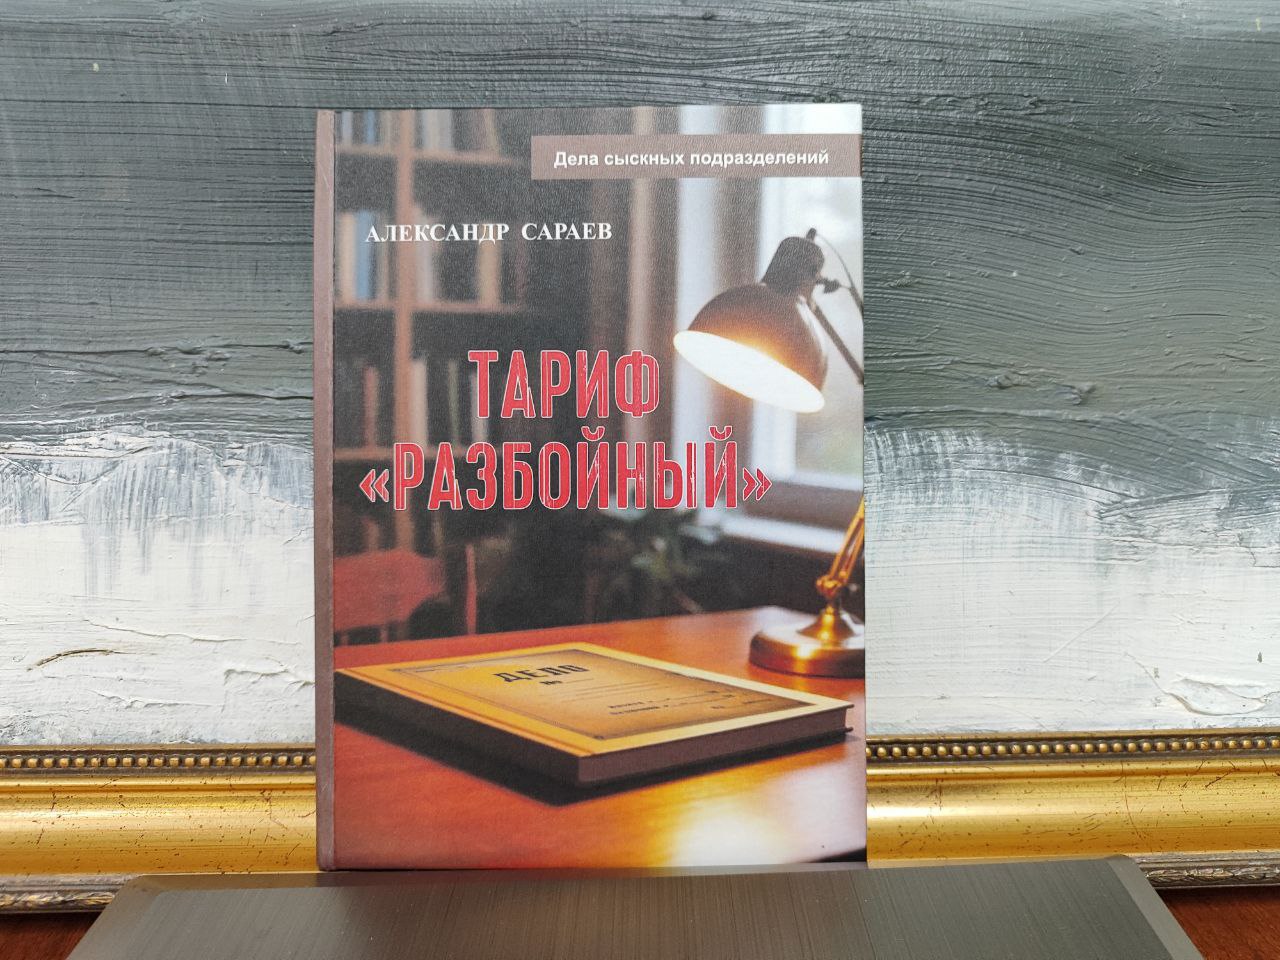 Дела сыскных подразделений
АЛЕКСАНДР САРАЕВ
ТАРИФ
«РАЗБОЙНЫЙ»
ДЕЛО
№